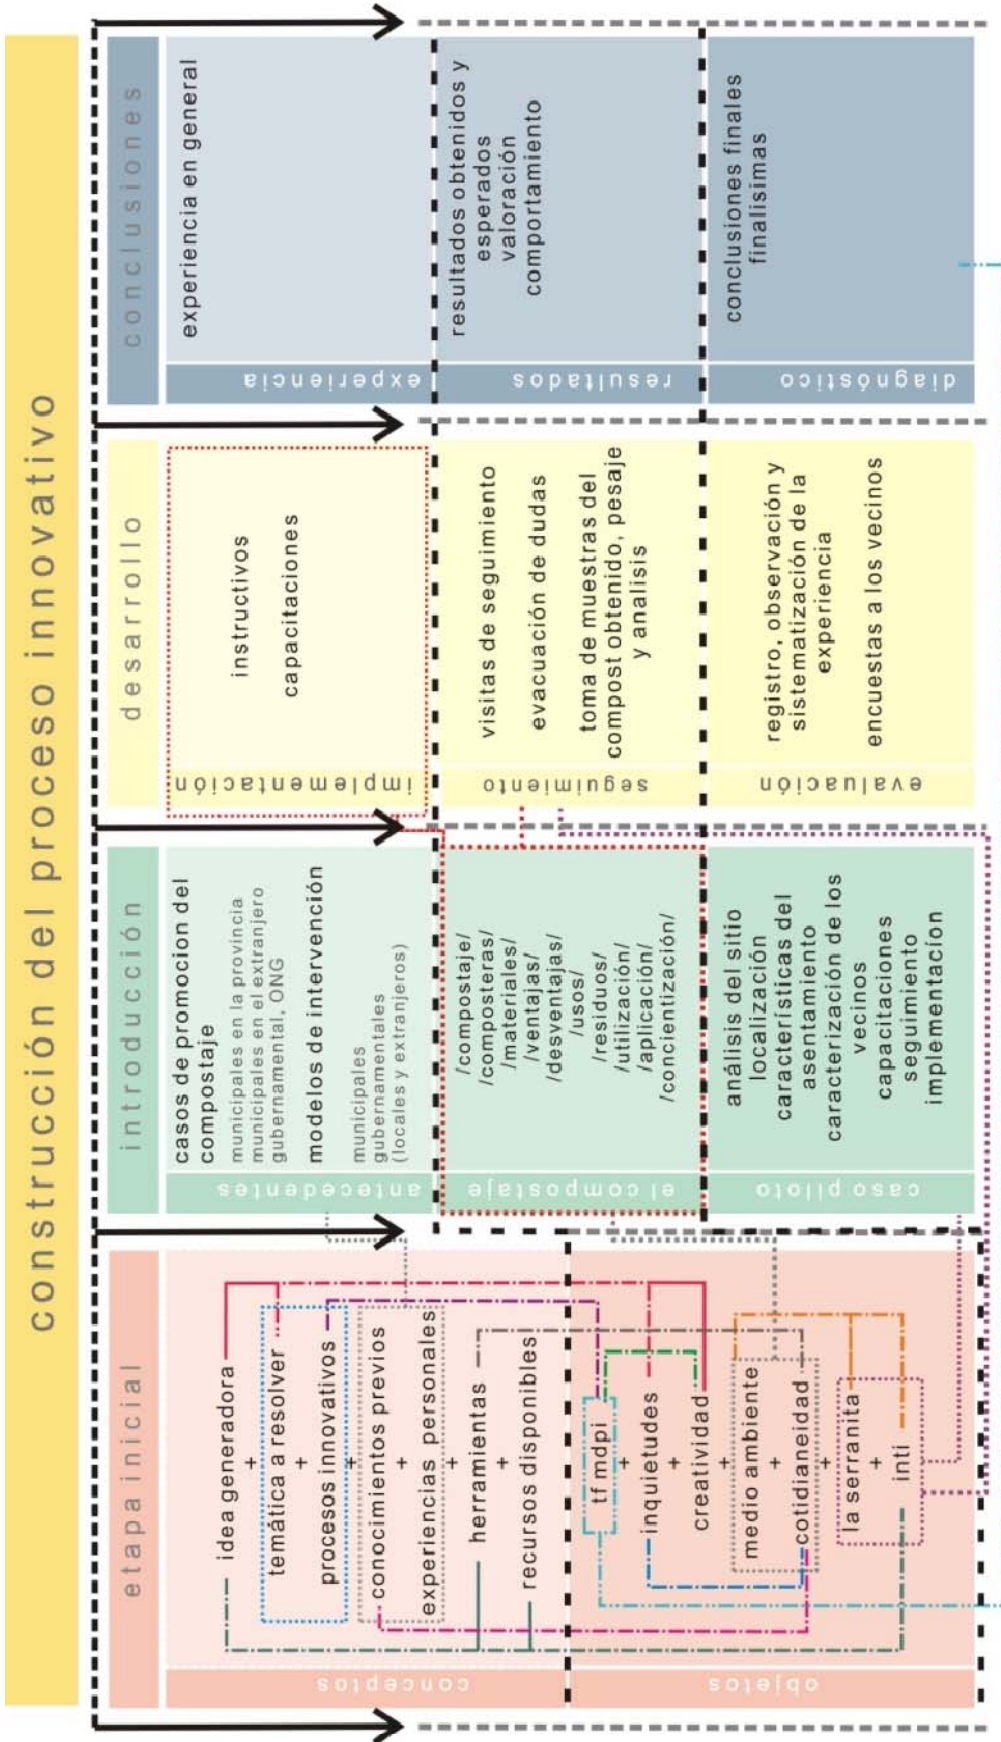 construcción del proceso innovativo
etapa inicial
conceptos
idea generadora
+
temática a resolver
+
procesos innovativos
+
conocimientos previos
+
experiencias personales
+
herramientas
+
recursos disponibles
objetos
tf mdpi
+
inquietudes
+
creatividad
+
medio ambiente
+
cotidianeidad
+
la serranita
+
inti
introducción
antecedentes
casos de promocion del
compostaje
municipales en la provincia
municipales en el extranjero
gubernamental, ONG
modelos de intervención
municipales
gubernamentales
(locales y extranjeros)
el compostaje
/compostaje/
/composteras/
/materiales/
/ventajas/
/desventajas/
/usos/
/residuos/
/utilización/
/aplicación/
/concientización/
caso piloto
análisis del sitio
localización
características del
asentamiento
caracterización de los
vecinos
capacitaciones
seguimiento
implementacion
desarrollo
implementación
instructivos
capacitaciones
seguimiento
visitas de seguimiento
evacuación de dudas
toma de muestras del
compost obtenido, pesaje
y analisis
evaluación
registro, observación y
sistematización de la
experiencia
encuestas a los vecinos
conclusiones
experiencia
experiencia en general
resultados
resultados obtenidos y
esperados
valoración
comportamiento
diagnóstico
conclusiones finales
finalisimas